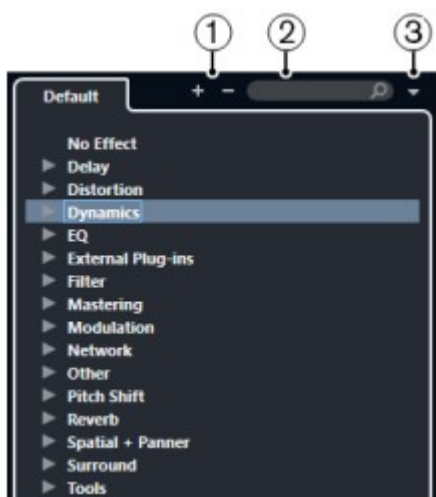 1 2 3
Default + −
No Effect
Delay
Distortion
Dynamics
EQ
External Plug-ins
Filter
Mastering
Modulation
Network
Other
Pitch Shift
Reverb
Spatial + Panner
Surround
Tools